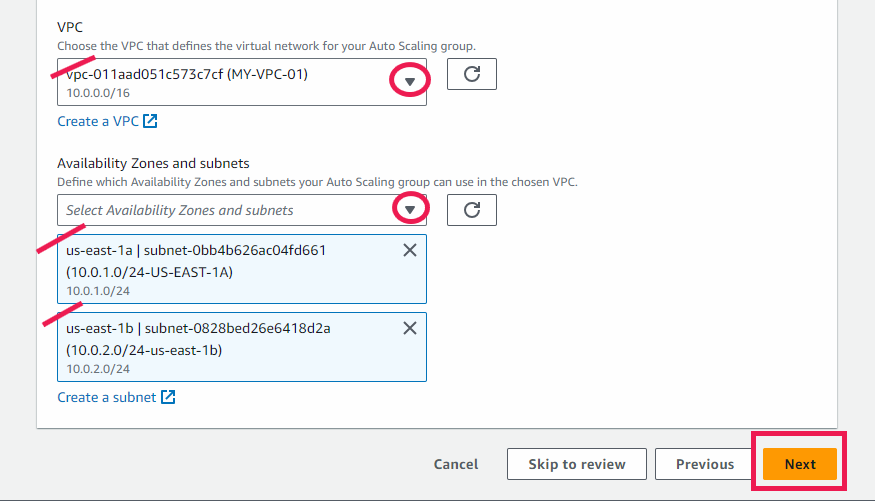 VPC
Choose the VPC that defines the virtual network for your Auto Scaling group.
vpc-011aad051c573c7cf (MY-VPC-01)
10.0.0.0/16
Create a VPC
Availability Zones and subnets
Define which Availability Zones and subnets your Auto Scaling group can use in the chosen VPC.
Select Availability Zones and subnets
us-east-1a | subnet-0bb4b626ac04fd661
(10.0.1.0/24-US-EAST-1A)
10.0.1.0/24
us-east-1b | subnet-0828bed26e6418d2a
(10.0.2.0/24-us-east-1b)
10.0.2.0/24
Create a subnet
Cancel
Skip to review
Previous
Next